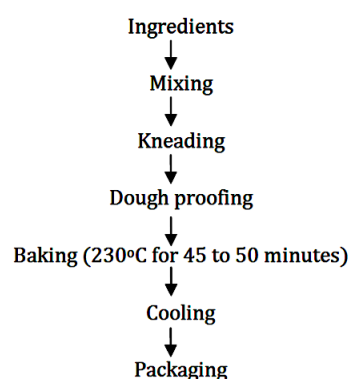 Ingredients
Mixing
Kneading
Dough proofing
Baking (230ºC for 45 to 50 minutes)
Cooling
Packaging